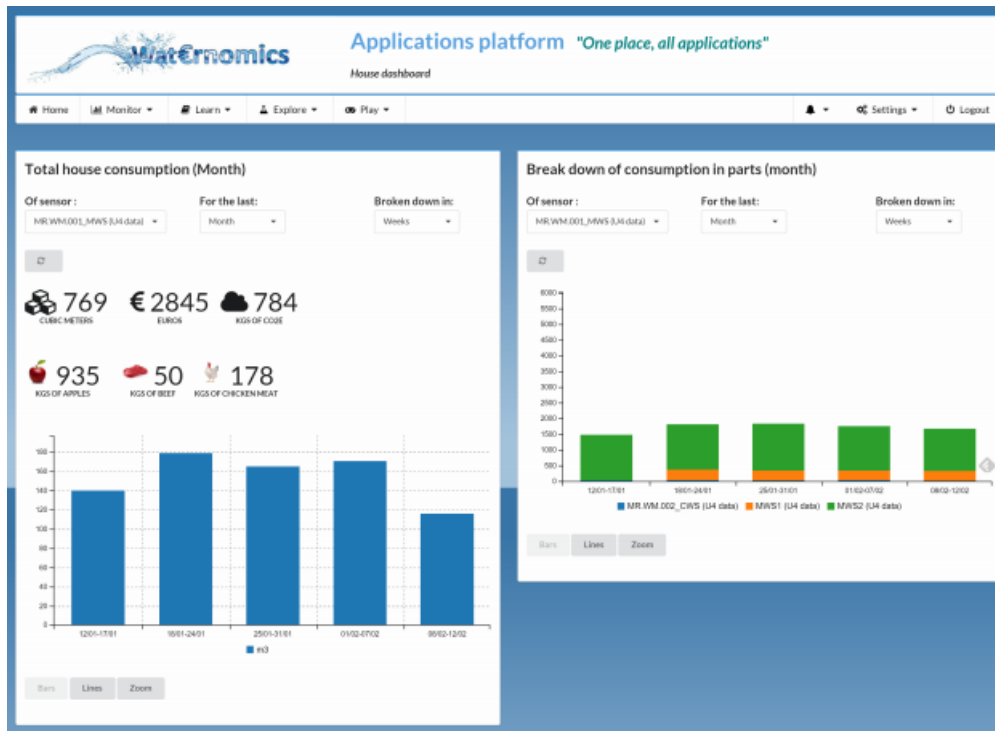 Wat€rnomics
Applications platform "One place, all applications"
House dashboard
Home Monitor Learn Explore Play Settings Logout
Total house consumption (Month)
Of sensor : For the last: Broken down in:
MR.WM.001_MWS (U4 data) Month Weeks
769 € 2845 784
CUBIC METERS EUROS KGS OF CO2E
935 50 178
KGS OF APPLES KGS OF BEEF KGS OF CHICKEN MEAT
180
160
140
120
100
80
60
40
20
0
12/01-17/01 18/01-24/01 25/01-31/01 01/02-07/02 08/02-12/02
m3
Bars Lines Zoom
Break down of consumption in parts (month)
Of sensor : For the last: Broken down in:
MR.WM.001_MWS (U4 data) Month Weeks
6000
5500
5000
4500
4000
3500
3000
2500
2000
1500
1000
500
0
12/01-17/01 18/01-24/01 25/01-31/01 01/02-07/02 08/02-12/02
MR.WM.002_CWS (U4 data) MWS1 (U4 data) MWS2 (U4 data)
Bars Lines Zoom